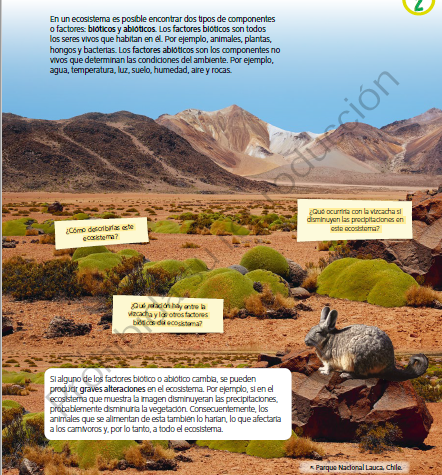 2
En un ecosistema es posible encontrar dos tipos de componentes
o factores: bióticos y abióticos. Los factores bióticos son todos
los seres vivos que habitan en él. Por ejemplo, animales, plantas,
hongos y bacterias. Los factores abióticos son los componentes no
vivos que determinan las condiciones del ambiente. Por ejemplo,
agua, temperatura, luz, suelo, humedad, aire y rocas.
¿Cómo describirías este
ecosistema?
¿Qué ocurriría con la vizcacha si
disminuyen las precipitaciones en
este ecosistema?
¿Qué relación hay entre la
vizcacha y los otros factores
bióticos del ecosistema?
Si alguno de los factores biótico o abiótico cambia, se pueden
producir graves alteraciones en el ecosistema. Por ejemplo, si en el
ecosistema que muestra la imagen disminuyeran las precipitaciones,
probablemente disminuiría la vegetación. Consecuentemente, los
animales que se alimentan de esta también lo harían, lo que afectaría
a los carnívoros y, por lo tanto, a todo el ecosistema.
Parque Nacional Lauca, Chile.